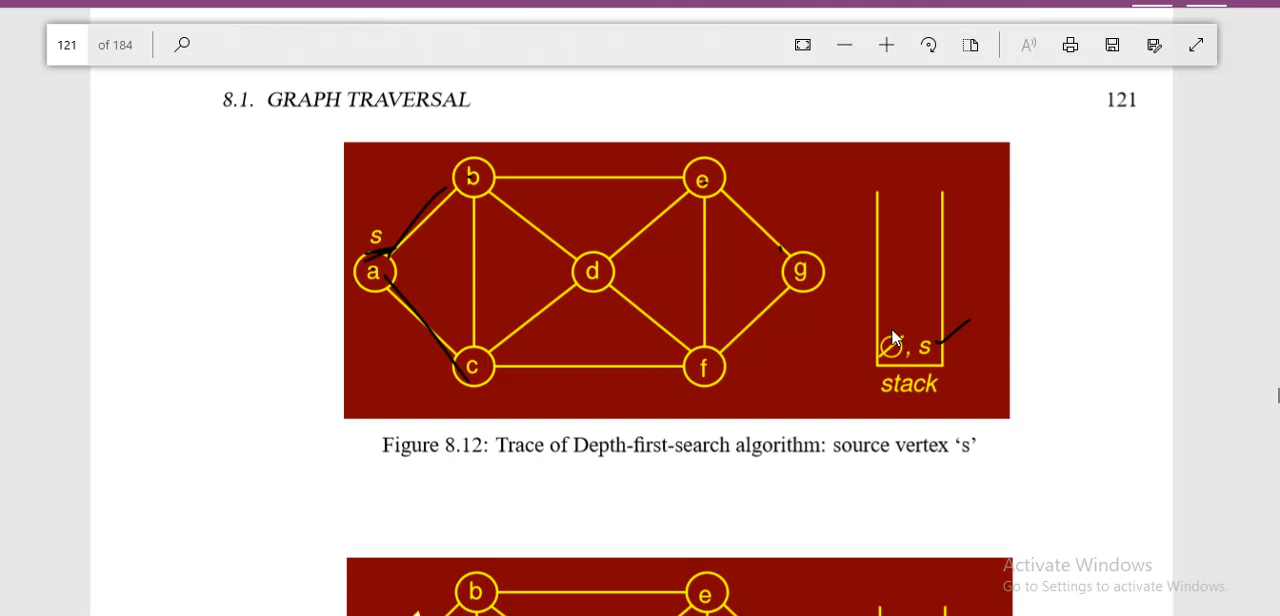 121 of 184
8.1. GRAPH TRAVERSAL 121
b e
s
a d g
∅, s
c f
stack
Figure 8.12: Trace of Depth-first-search algorithm: source vertex ‘s’
Activate Windows
Go to Settings to activate Windows.
b e